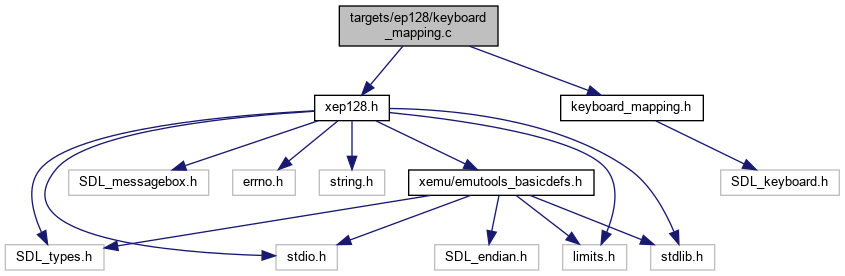 targets/ep128/keyboard
_mapping.c
xep128.h
keyboard_mapping.h
SDL_messagebox.h
errno.h
string.h
xemu/emutools_basicdefs.h
SDL_keyboard.h
SDL_types.h
stdio.h
SDL_endian.h
limits.h
stdlib.h